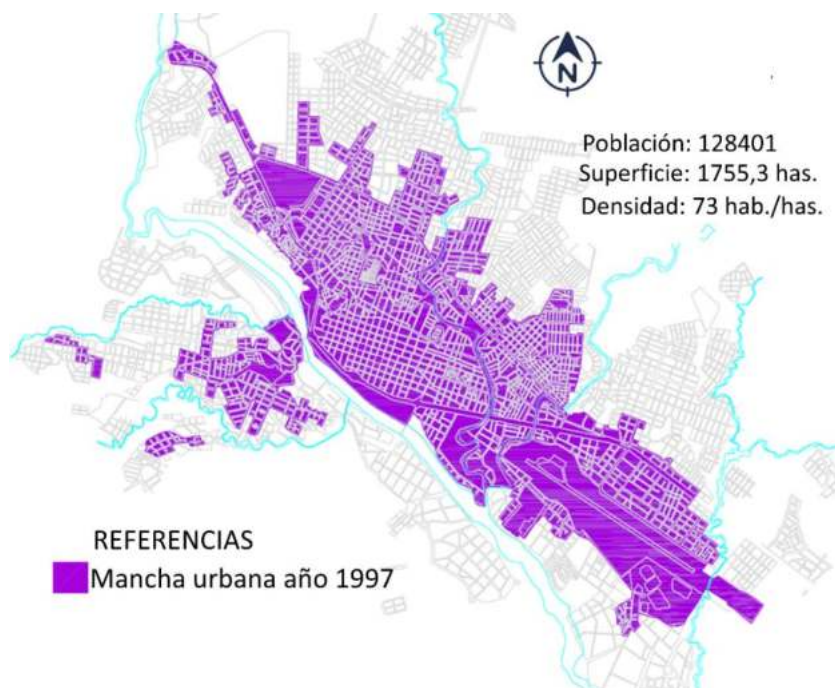 N
Población: 128401
Superficie: 1755,3 has.
Densidad: 73 hab./has.
REFERENCIAS
Mancha urbana año 1997